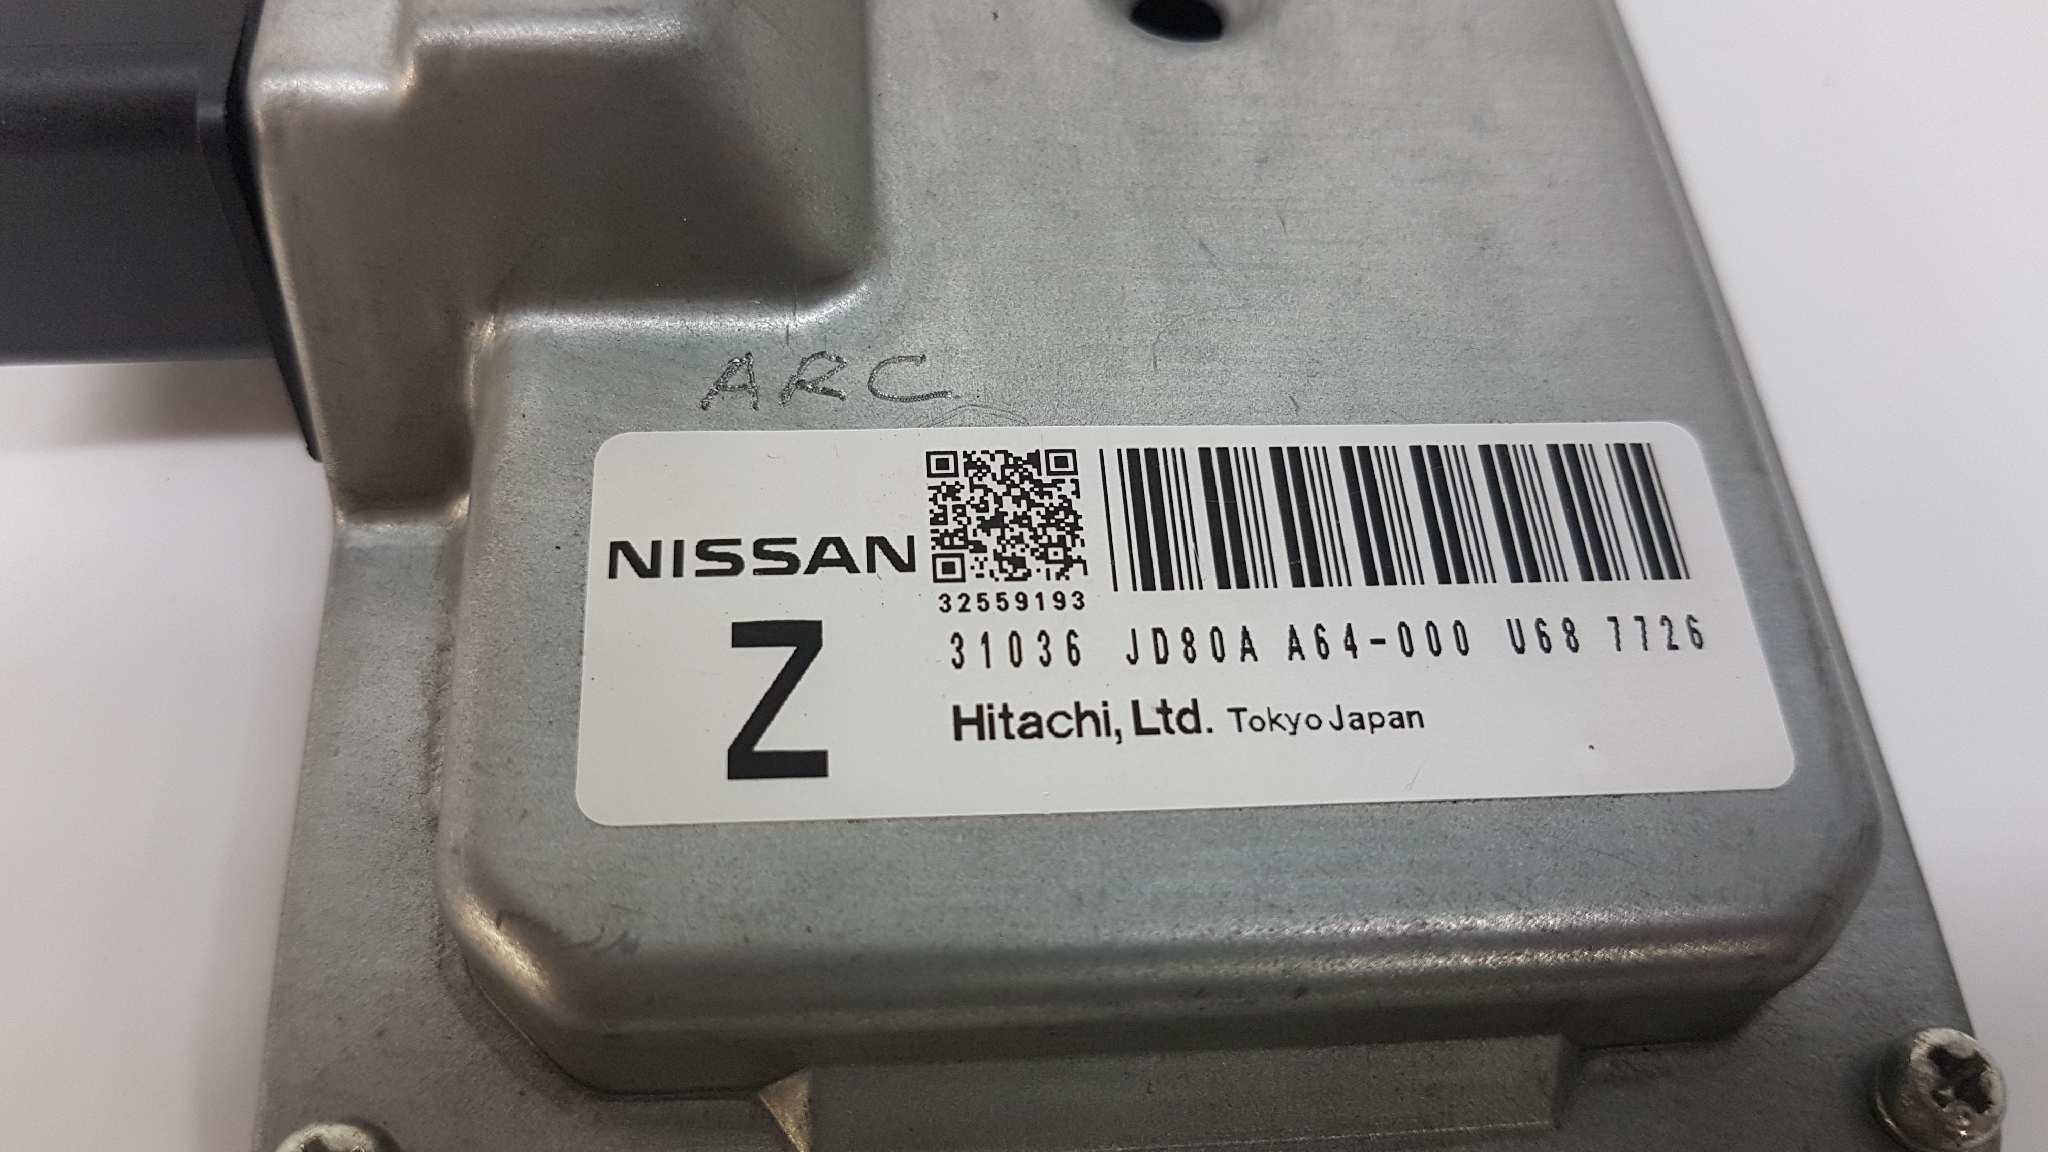 ARC
NISSAN
32559193
31036 JD80A A64-000 U68 7726
Z
Hitachi, Ltd. Tokyo Japan